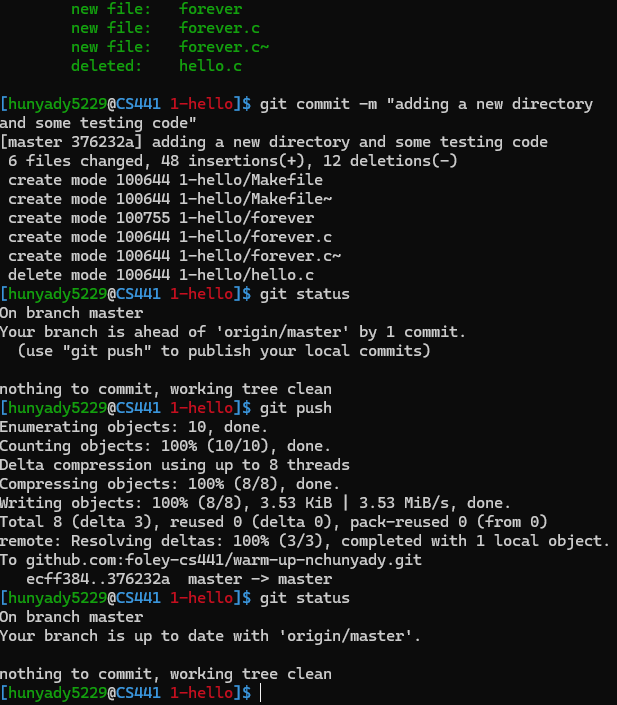 new file:   forever
new file:   forever.c
new file:   forever.c~
deleted:    hello.c
[hunyady5229@CS441 1-hello]$ git commit -m "adding a new directory
and some testing code"
[master 376232a] adding a new directory and some testing code
 6 files changed, 48 insertions(+), 12 deletions(-)
 create mode 100644 1-hello/Makefile
 create mode 100644 1-hello/Makefile~
 create mode 100755 1-hello/forever
 create mode 100644 1-hello/forever.c
 create mode 100644 1-hello/forever.c~
 delete mode 100644 1-hello/hello.c
[hunyady5229@CS441 1-hello]$ git status
On branch master
Your branch is ahead of 'origin/master' by 1 commit.
  (use "git push" to publish your local commits)
nothing to commit, working tree clean
[hunyady5229@CS441 1-hello]$ git push
Enumerating objects: 10, done.
Counting objects: 100% (10/10), done.
Delta compression using up to 8 threads
Compressing objects: 100% (8/8), done.
Writing objects: 100% (8/8), 3.53 KiB | 3.53 MiB/s, done.
Total 8 (delta 3), reused 0 (delta 0), pack-reused 0 (from 0)
remote: Resolving deltas: 100% (3/3), completed with 1 local object.
To github.com:foley-cs441/warm-up-nchunyady.git
   ecff384..376232a  master -> master
[hunyady5229@CS441 1-hello]$ git status
On branch master
Your branch is up to date with 'origin/master'.
nothing to commit, working tree clean
[hunyady5229@CS441 1-hello]$